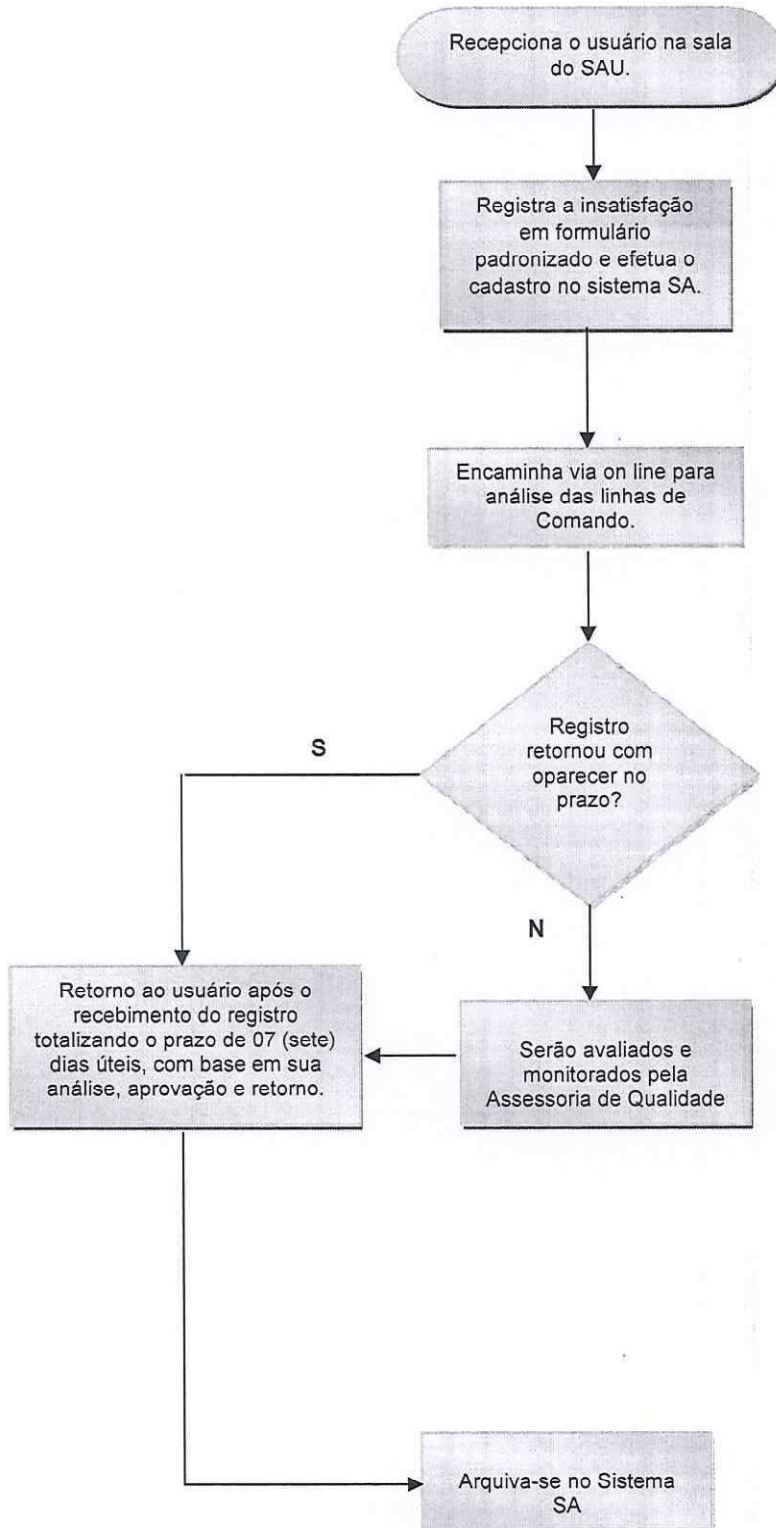 Recepciona o usuário na sala
do SAU.
Registra a insatisfação
em formulário
padronizado e efetua o
cadastro no sistema SA.
Encaminha via on line para
análise das linhas de
Comando.
Registro
retornou com
oparecer no
prazo?
S
N
Retorno ao usuário após o
recebimento do registro
totalizando o prazo de 07 (sete)
dias úteis, com base em sua
análise, aprovação e retorno.
Serão avaliados e
monitorados pela
Assessoria de Qualidade
Arquiva-se no Sistema
SA